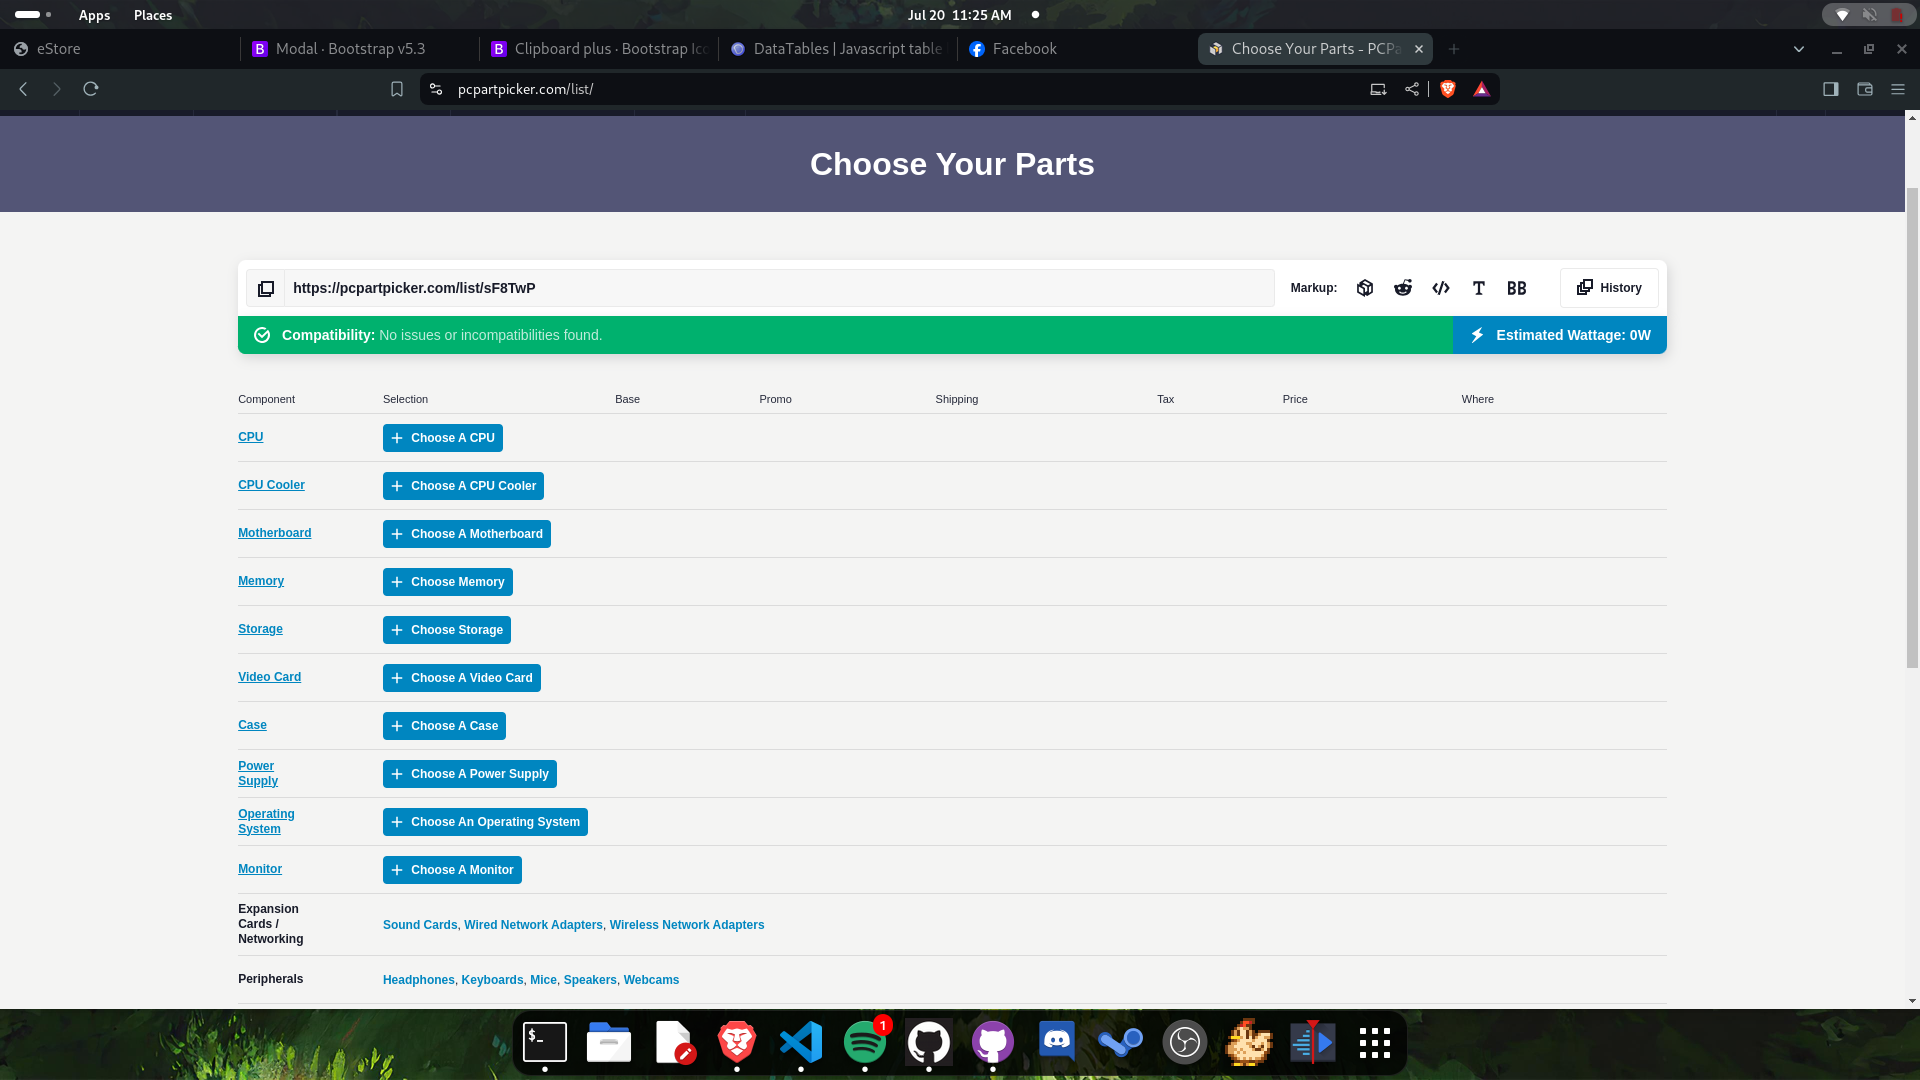 Apps Places Jul 20 11:25 AM
eStore Modal · Bootstrap v5.3 Clipboard plus · Bootstrap Ico DataTables | Javascript table Facebook Choose Your Parts - PCPa
pcpartpicker.com/list/
Choose Your Parts
https://pcpartpicker.com/list/sF8TwP Markup: BB History
Compatibility: No issues or incompatibilities found. Estimated Wattage: 0W
Component Selection Base Promo Shipping Tax Price Where
CPU Choose A CPU
CPU Cooler Choose A CPU Cooler
Motherboard Choose A Motherboard
Memory Choose Memory
Storage Choose Storage
Video Card Choose A Video Card
Case Choose A Case
Power
Supply Choose A Power Supply
Operating
System Choose An Operating System
Monitor Choose A Monitor
Expansion
Cards / Sound Cards, Wired Network Adapters, Wireless Network Adapters
Networking
Peripherals Headphones, Keyboards, Mice, Speakers, Webcams
$_
1